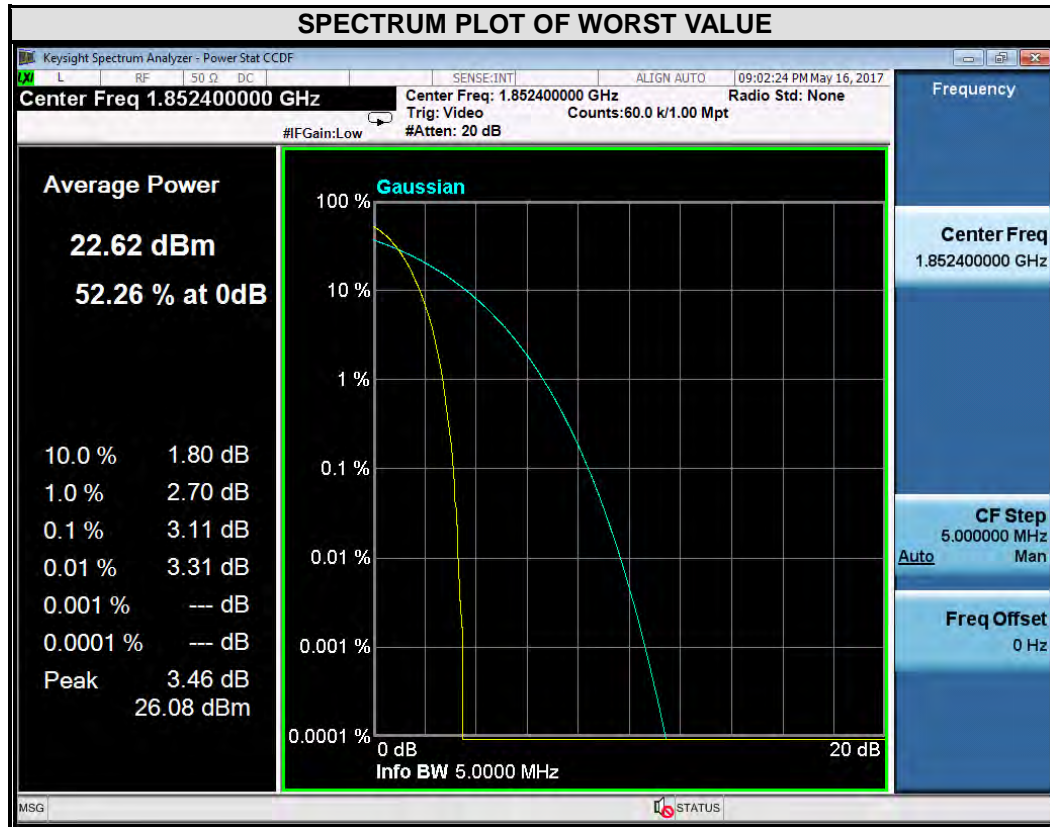 SPECTRUM PLOT OF WORST VALUE
Keysight Spectrum Analyzer - Power Stat CCDF
LXI L RF 50 Ω DC SENSE:INT ALIGN AUTO 09:02:24 PM May 16, 2017
Center Freq 1.852400000 GHz
#IFGain:Low
Center Freq: 1.852400000 GHz
Radio Std: None
Trig: Video
Counts:60.0 k/1.00 Mpt
#Atten: 20 dB
Average Power
22.62 dBm
52.26 % at 0dB
10.0 % 1.80 dB
1.0 % 2.70 dB
0.1 % 3.11 dB
0.01 % 3.31 dB
0.001 % --- dB
0.0001 % --- dB
Peak 3.46 dB
26.08 dBm
Gaussian
100 %
10 %
1 %
0.1 %
0.01 %
0.001 %
0.0001 %
0 dB 20 dB
Info BW 5.0000 MHz
Frequency
Center Freq
1.852400000 GHz
CF Step
5.000000 MHz
Auto Man
Freq Offset
0 Hz
MSG STATUS